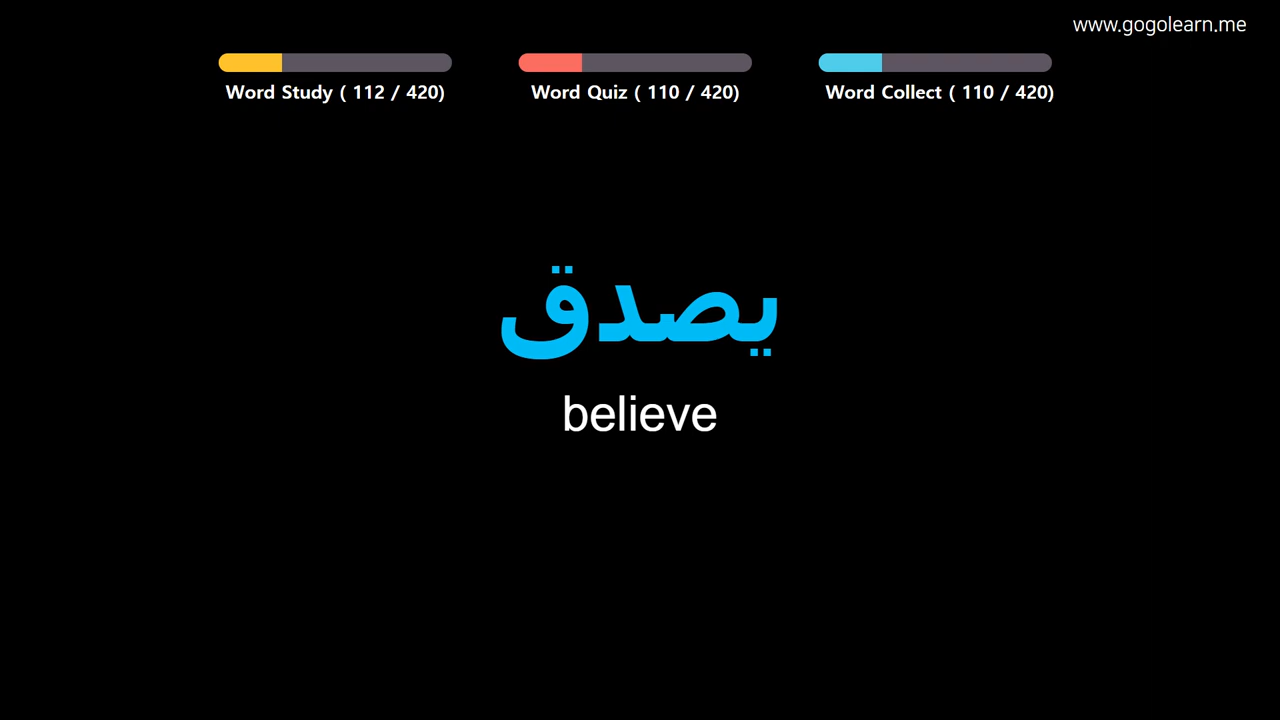 www.gogolearn.me
Word Study ( 112 / 420)
Word Quiz ( 110 / 420)
Word Collect ( 110 / 420)
يصدق
believe